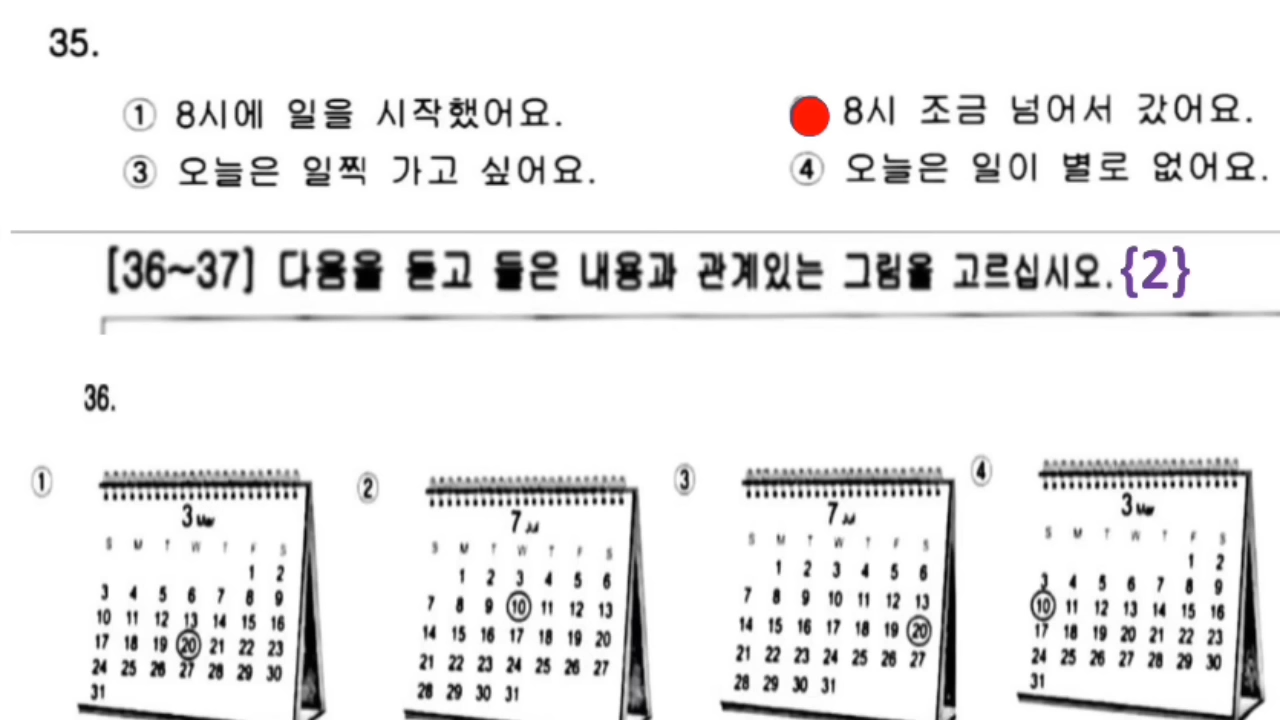 35.
① 8시에 일을 시작했어요.
8시 조금 넘어서 갔어요.
③ 오늘은 일찍 가고 싶어요.
④ 오늘은 일이 별로 없어요.
[36~37] 다음을 듣고 들은 내용과 관계있는 그림을 고르십시오. {2}
36.
①
3 Mar
S M T W T F S
1 2
3 4 5 6 7 8 9
10 11 12 13 14 15 16
17 18 19 20 21 22 23
24 25 26 27 28 29 30
31
②
7 Jul
S M T W T F S
1 2 3 4 5 6
7 8 9 10 11 12 13
14 15 16 17 18 19 20
21 22 23 24 25 26 27
28 29 30 31
③
7 Jul
S M T W T F S
1 2 3 4 5 6
7 8 9 10 11 12 13
14 15 16 17 18 19 20
21 22 23 24 25 26 27
28 29 30 31
④
3 Mar
S M T W T F S
1 2
3 4 5 6 7 8 9
10 11 12 13 14 15 16
17 18 19 20 21 22 23
24 25 26 27 28 29 30
31